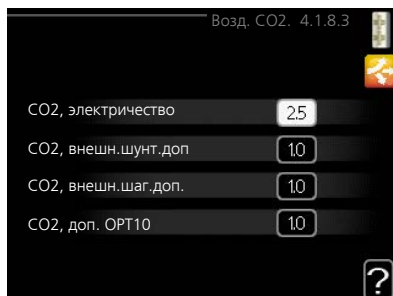 Возд. CO2. 4.1.8.3
CO2, электричество 2.5
CO2, внешн.шунт.доп 1.0
CO2, внешн.шаг.доп. 1.0
CO2, доп. OPT10 1.0
?